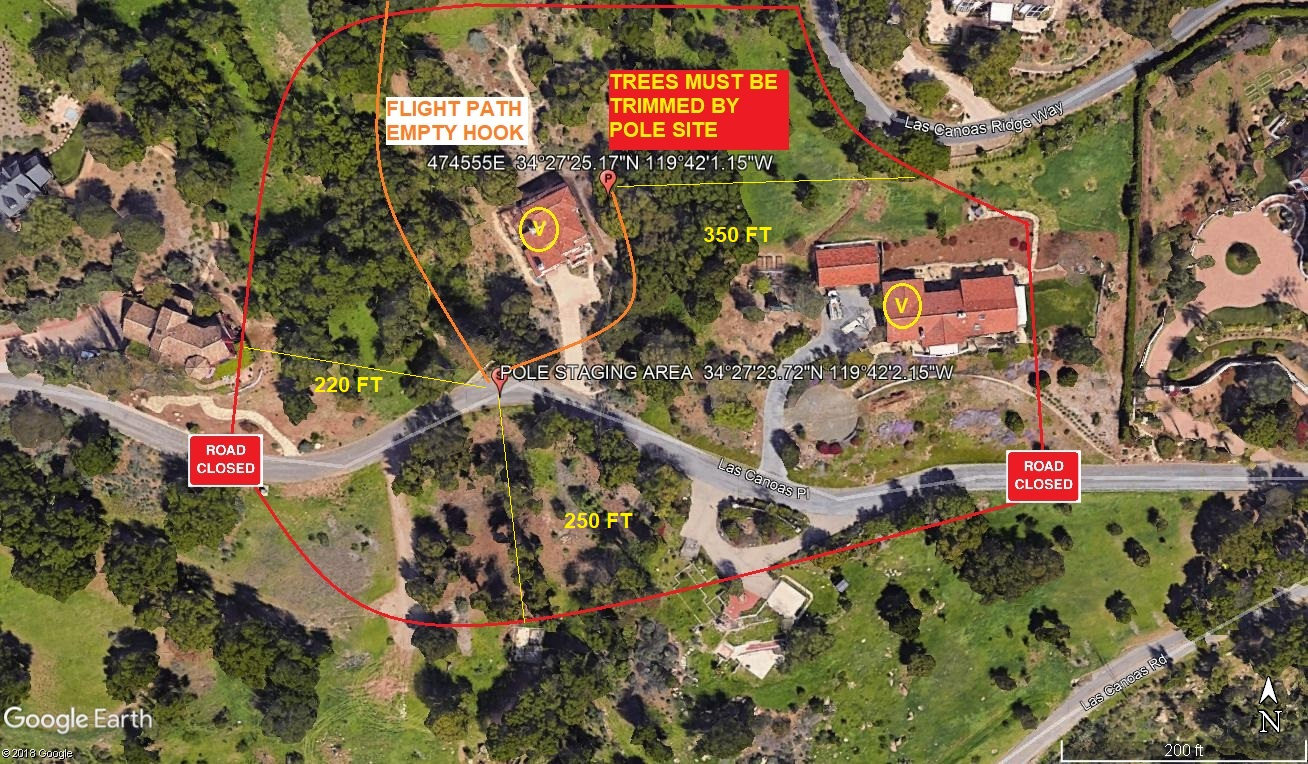 TREES MUST BE
TRIMMED BY
POLE SITE
FLIGHT PATH
EMPTY HOOK
Las Canoas Ridge Way
474555E 34°27'25.17"N 119°42'1.15"W
P
V
350 FT
V
POLE STAGING AREA 34°27'23.72"N 119°42'2.15"W
220 FT
ROAD
CLOSED
Las Canoas Pl
ROAD
CLOSED
250 FT
Las Canoas Rd
Google Earth
N
© 2018 Google
200 ft